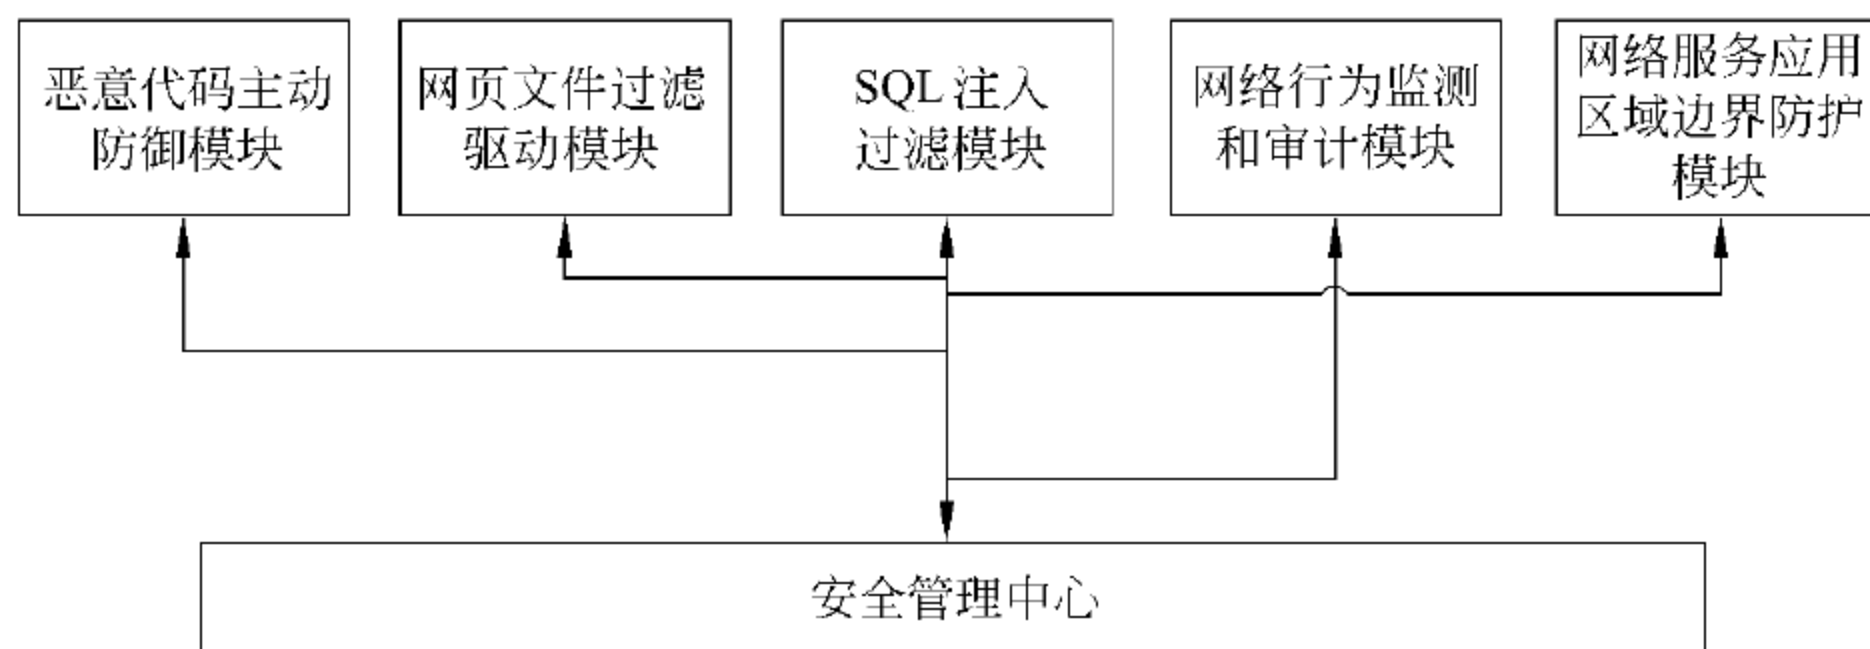 恶意代码主动
防御模块
网页文件过滤
驱动模块
SQL 注入
过滤模块
网络行为监测
和审计模块
网络服务应用
区域边界防护
模块
安全管理中心